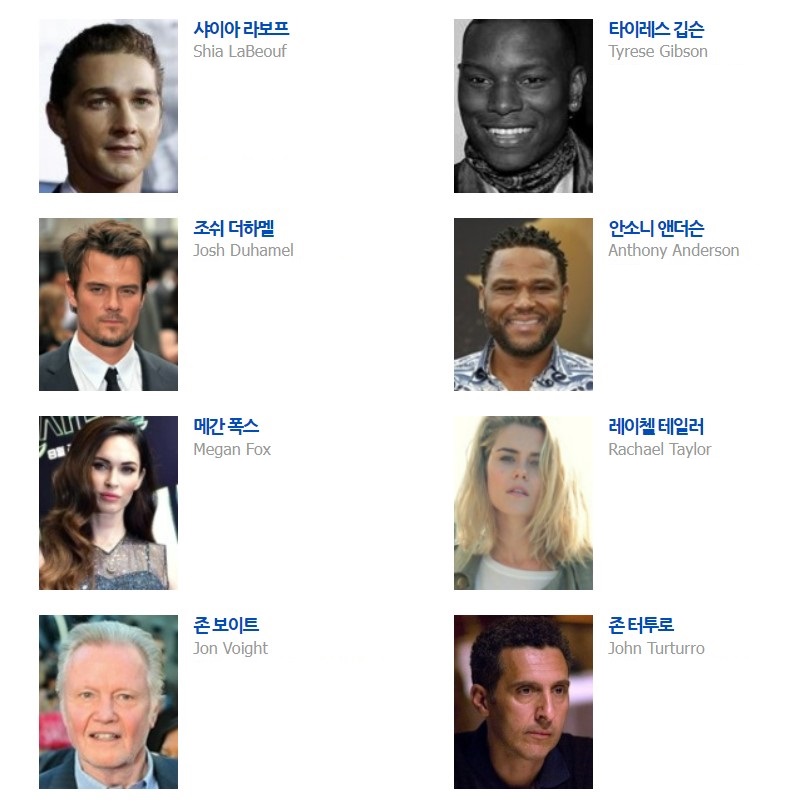 샤이아 라보프
Shia LaBeouf
타이레스 깁슨
Tyrese Gibson
조쉬 더하멜
Josh Duhamel
안소니 앤더슨
Anthony Anderson
메간 폭스
Megan Fox
레이첼 테일러
Rachael Taylor
존 보이트
Jon Voight
존 터투로
John Turturro